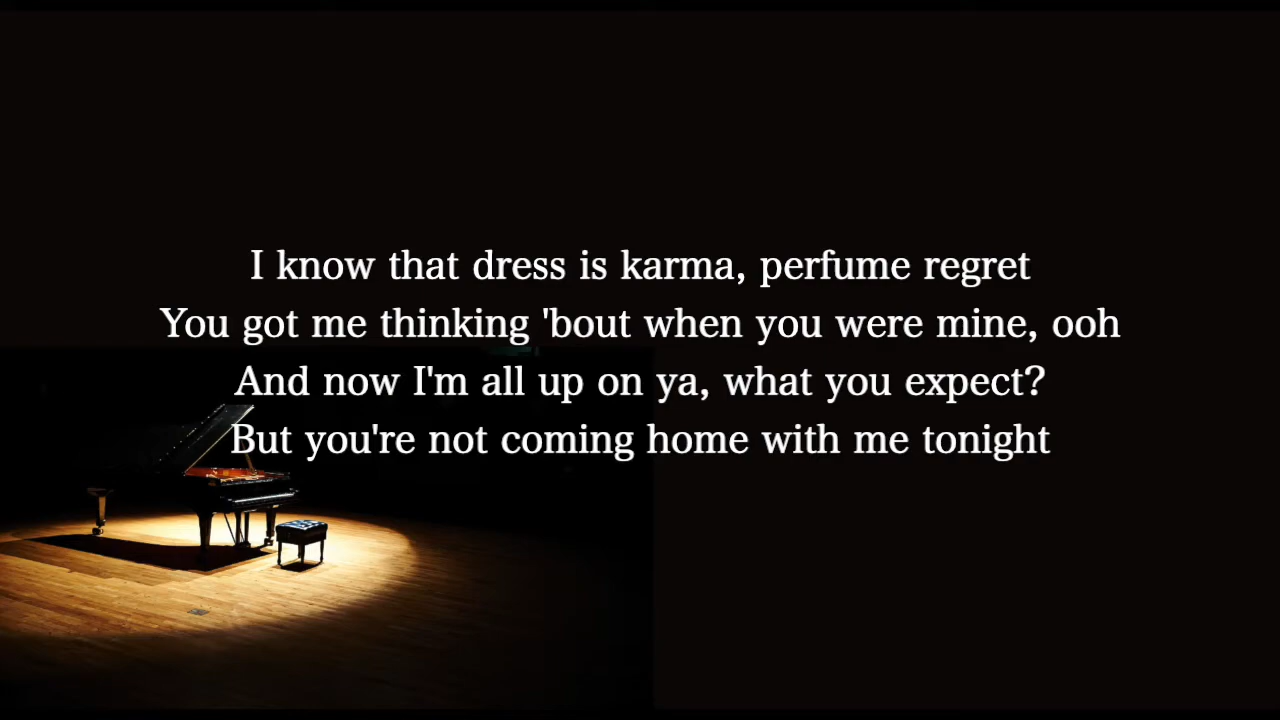 I know that dress is karma, perfume regret
You got me thinking 'bout when you were mine, ooh
And now I'm all up on ya, what you expect?
But you're not coming home with me tonight